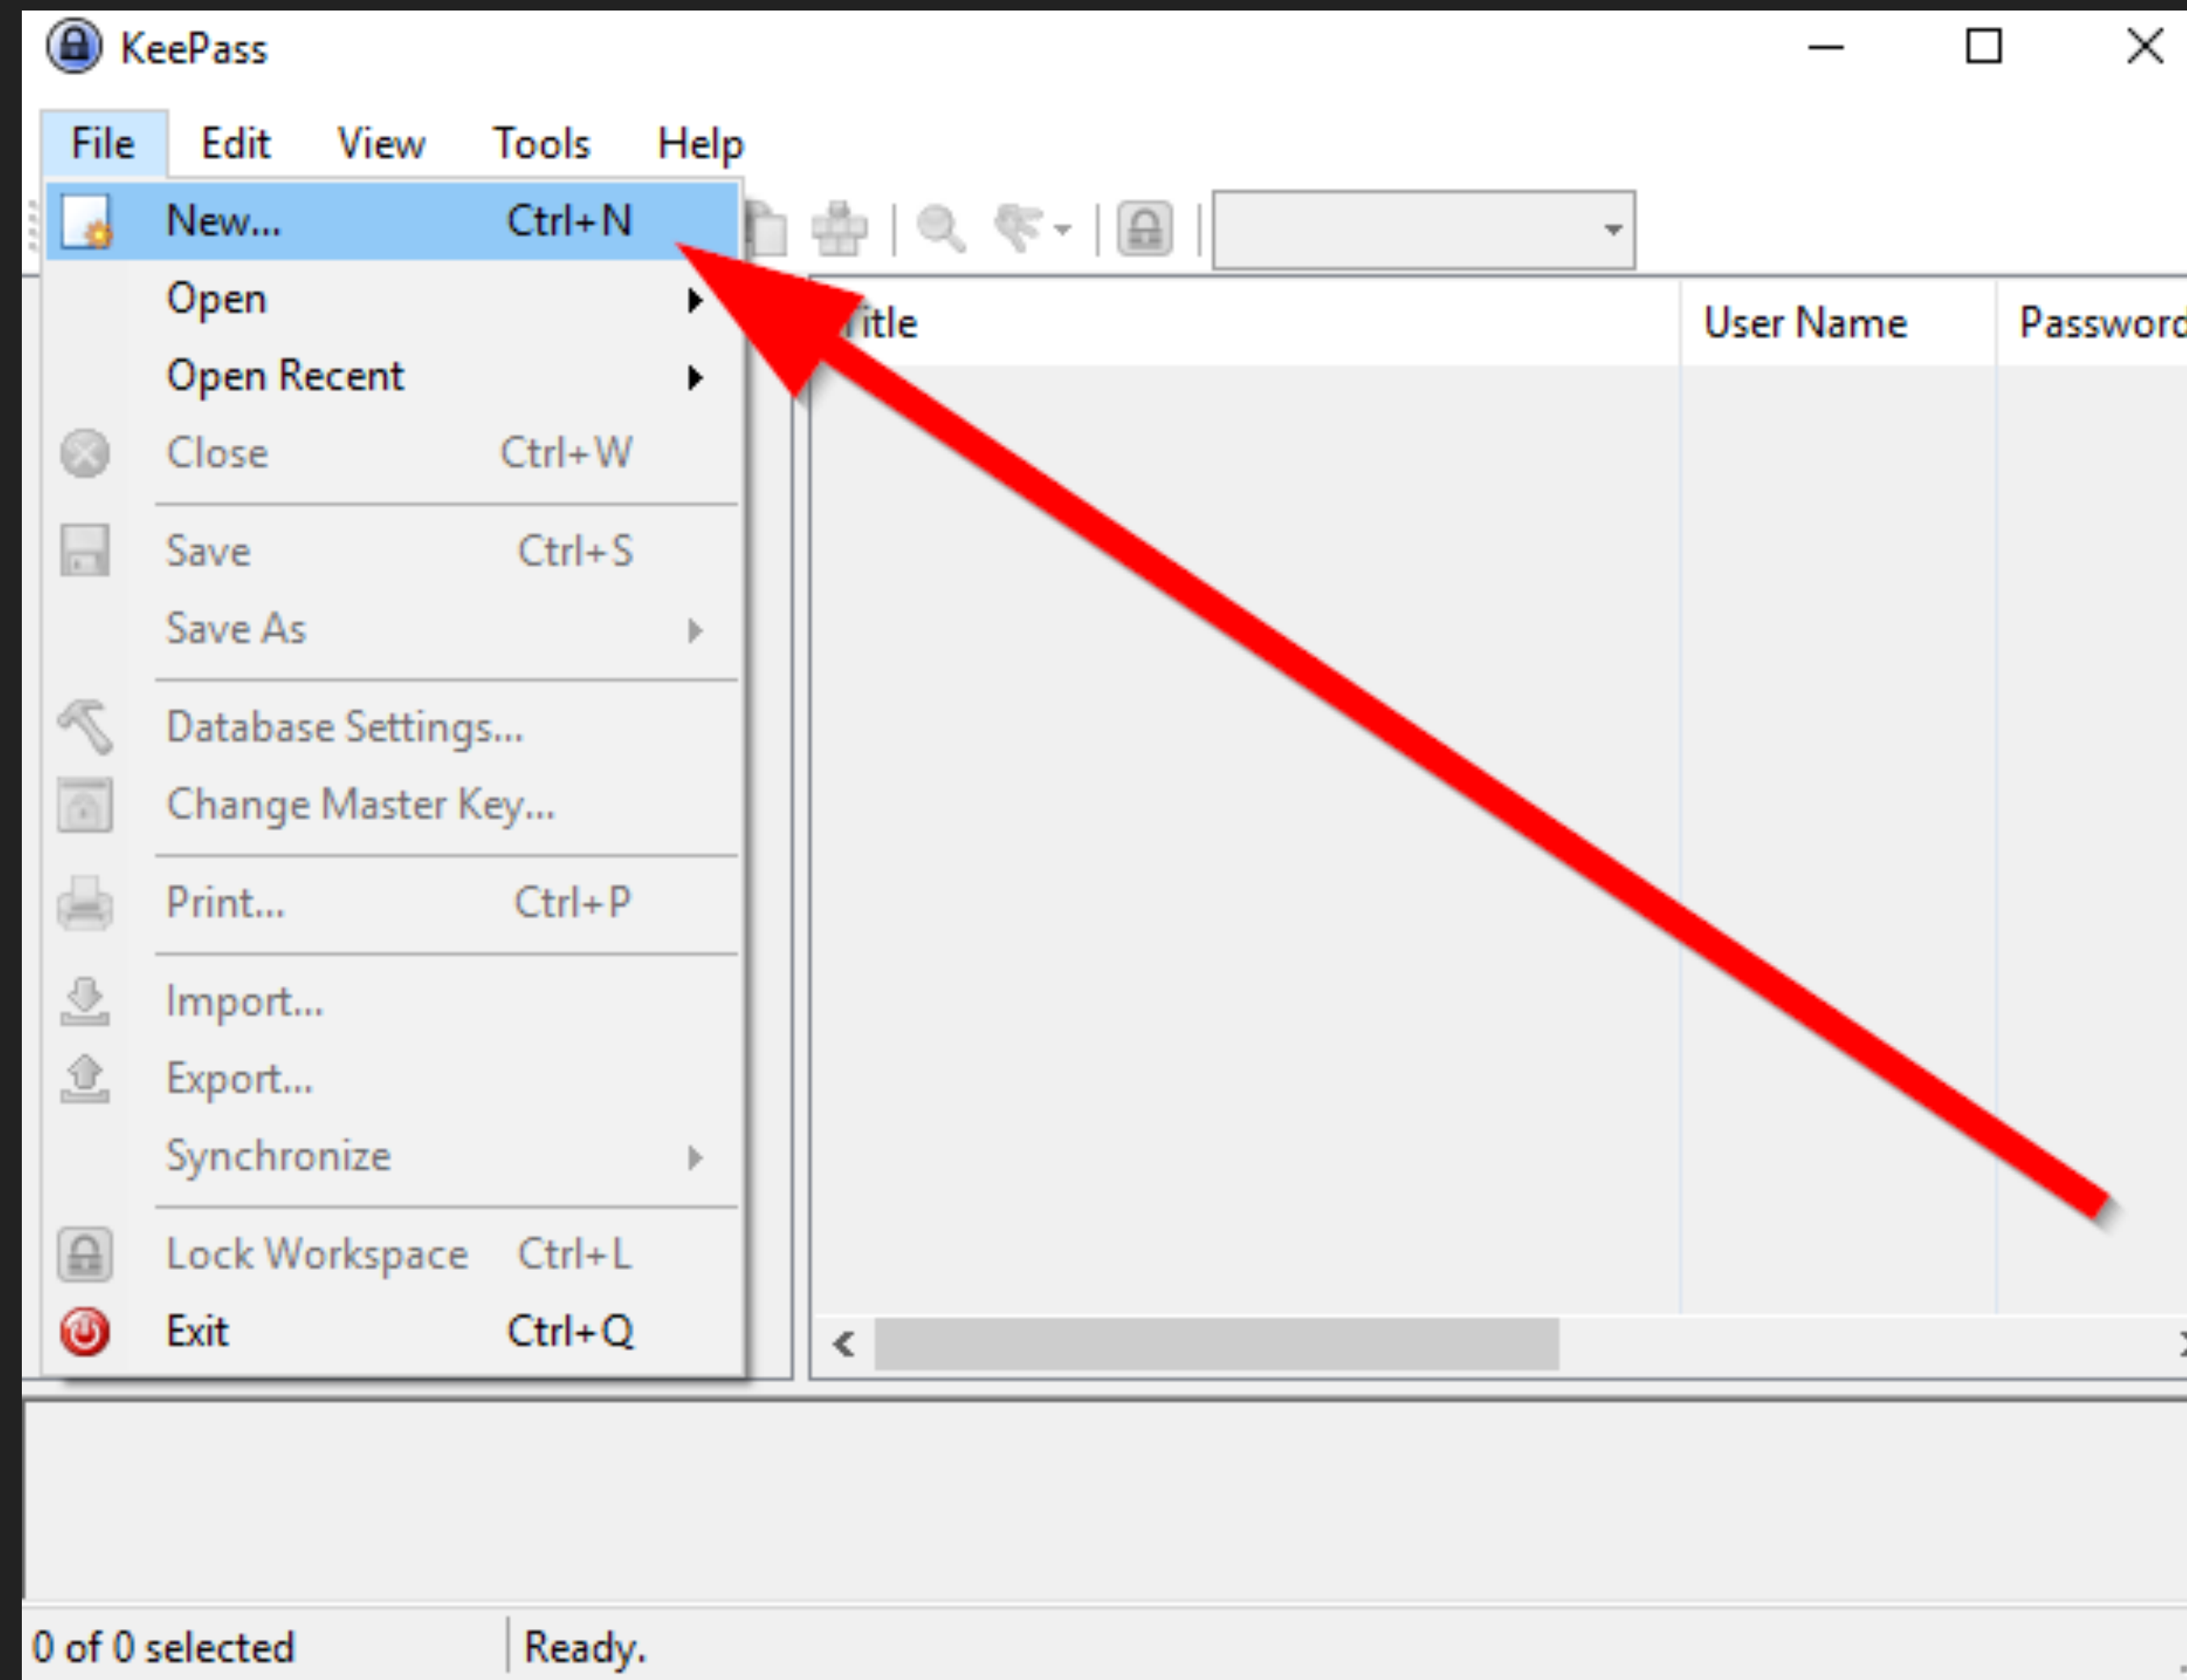 KeePass
File Edit View Tools Help
New... Ctrl+N
Open
Title User Name Password
Open Recent
Close Ctrl+W
Save Ctrl+S
Save As
Database Settings...
Change Master Key...
Print... Ctrl+P
Import...
Export...
Synchronize
Lock Workspace Ctrl+L
Exit Ctrl+Q
0 of 0 selected Ready.